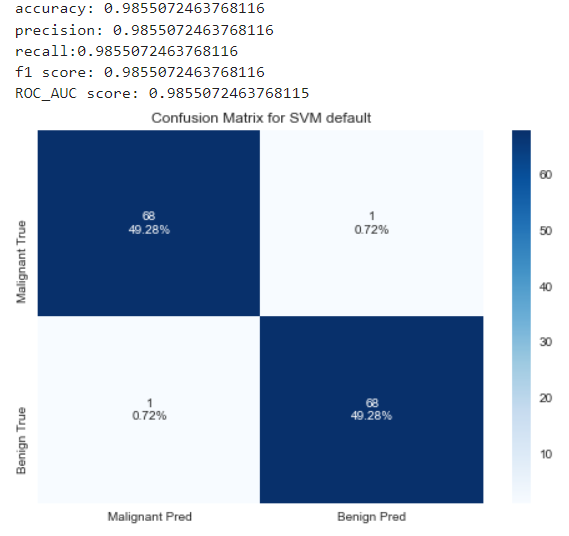 accuracy: 0.9855072463768116
precision: 0.9855072463768116
recall:0.9855072463768116
f1 score: 0.9855072463768116
ROC_AUC score: 0.9855072463768115
Confusion Matrix for SVM default
Malignant True
68
49.28%
1
0.72%
Benign True
1
0.72%
68
49.28%
Malignant Pred
Benign Pred
60
50
40
30
20
10